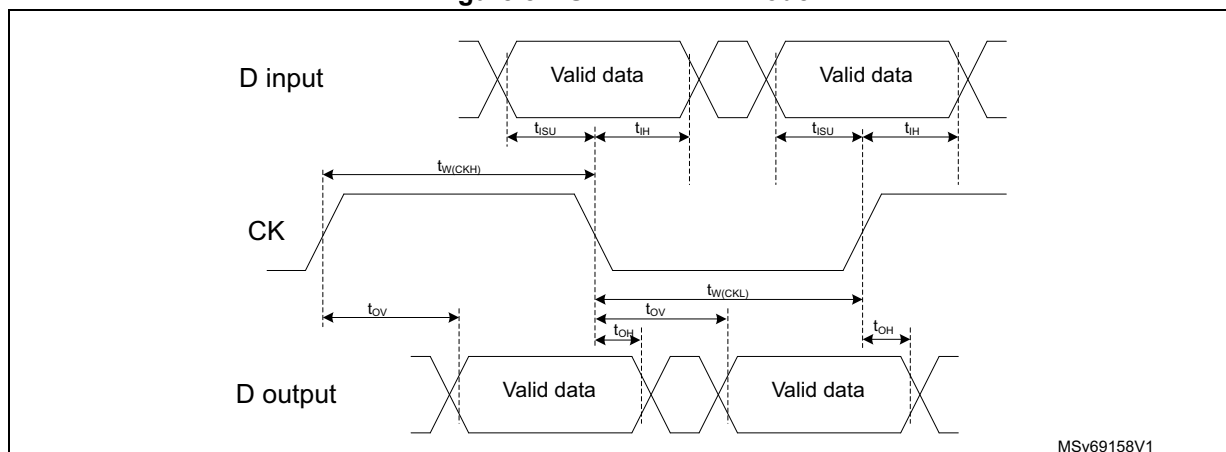 D input
Valid data
Valid data
tISU
tIH
tISU
tIH
tW(CKH)
CK
tW(CKL)
tOV
tOV
tOH
tOH
D output
Valid data
Valid data
MSv69158V1